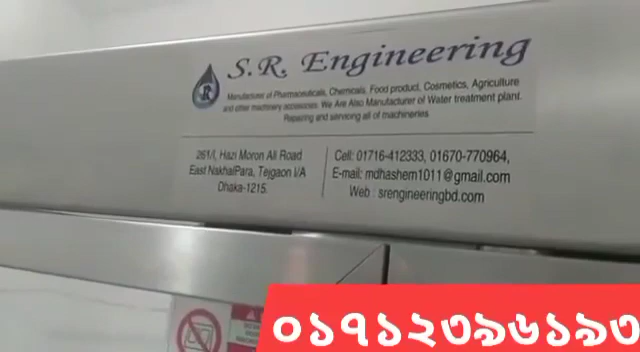 S.R. Engineering
Manufacturer of Pharmaceuticals, Chemicals, Food product, Cosmetics, Agriculture
and other machinery accessories. We Are Also Manufacturer of Water treatment plant.
Repairing and servicing all of machineries
261/I, Hazi Moron Ali Road
East NakhalPara, Tejgaon I/A
Dhaka-1215.
Cell: 01716-412333, 01670-770964,
E-mail: mdhashem1011@gmail.com
Web : srengineeringbd.com
০১৭১২৩৯৬১৯৩